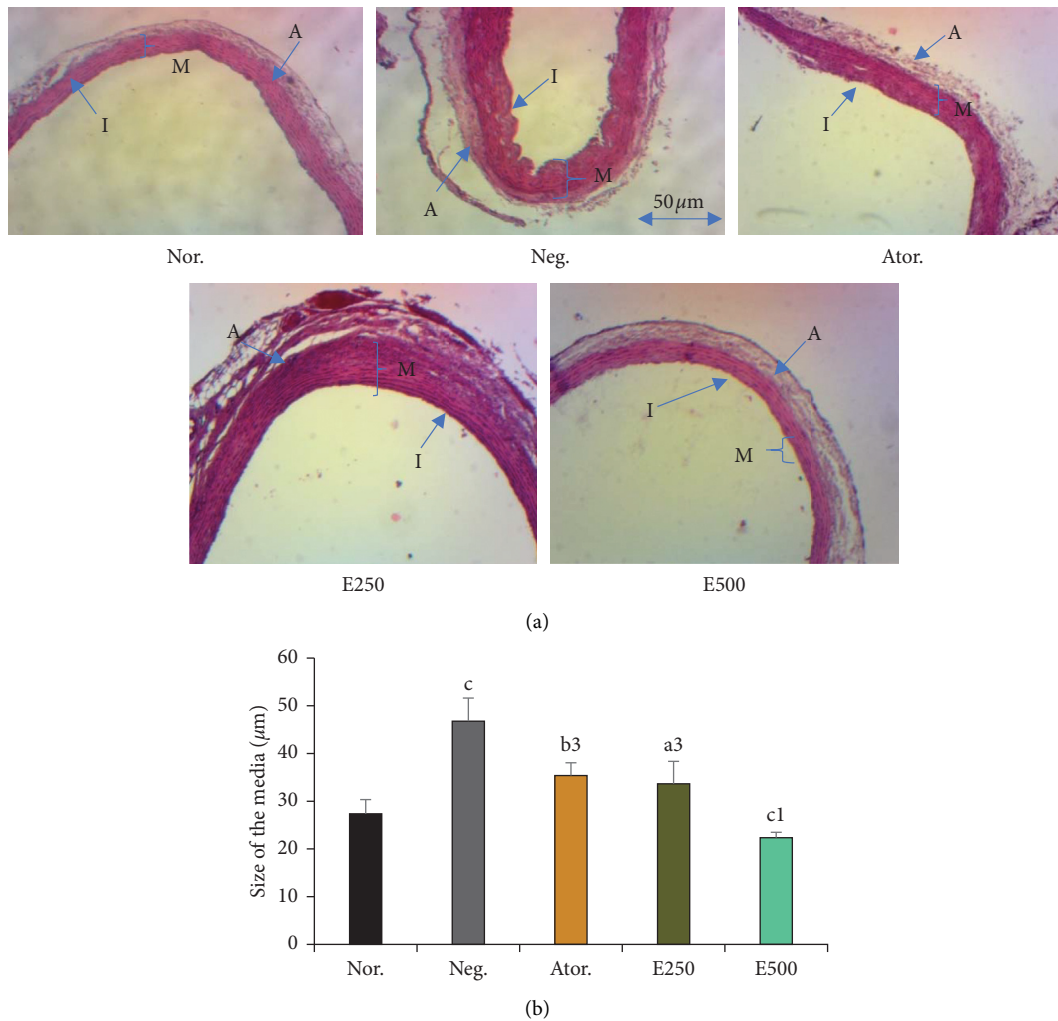 A
M
I
I
M
A
50 μm
A
M
I
Nor.
Neg.
Ator.
A
M
I
A
I
M
E250
E500
(a)
60
50
40
30
20
10
0
Size of the media (μm)
c
b3
a3
c1
Nor.
Neg.
Ator.
E250
E500
(b)